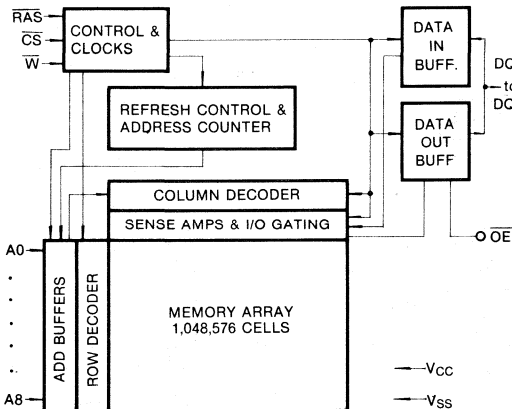 RAS
CS
W
CONTROL &
CLOCKS
DATA
IN
BUFF.
DQ
to
DQ
REFRESH CONTROL &
ADDRESS COUNTER
DATA
OUT
BUFF
COLUMN DECODER
SENSE AMPS & I/O GATING
OE
A0
ADD BUFFERS
ROW DECODER
MEMORY ARRAY
1,048,576 CELLS
VCC
A8
VSS